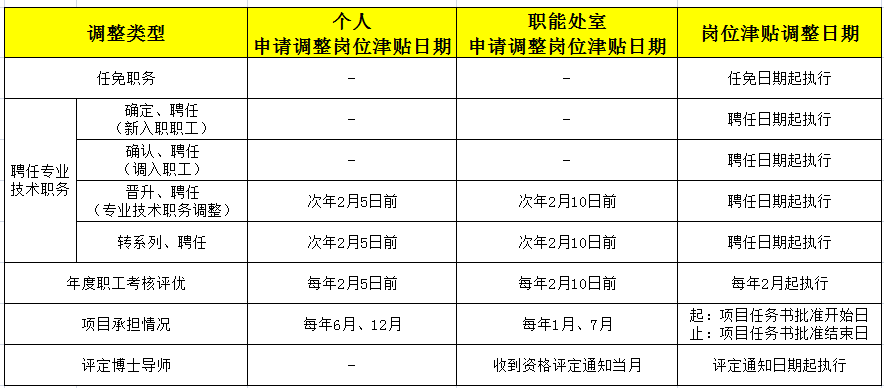 调整类型
个人
申请调整岗位津贴日期
职能处室
申请调整岗位津贴日期
岗位津贴调整日期
任免职务
-
-
任免日期起执行
聘任专业
技术职务
确定、聘任
（新入职职工）
-
-
聘任日期起执行
确认、聘任
（调入职工）
-
-
聘任日期起执行
晋升、聘任
（专业技术职务调整）
次年2月5日前
次年2月10日前
聘任日期起执行
转系列、聘任
次年2月5日前
次年2月10日前
聘任日期起执行
年度职工考核评优
每年2月5日前
每年2月10日前
每年2月起执行
项目承担情况
每年6月、12月
每年1月、7月
起：项目任务书批准开始日
止：项目任务书批准结束日
评定博士导师
-
收到资格评定通知当月
评定通知日期起执行